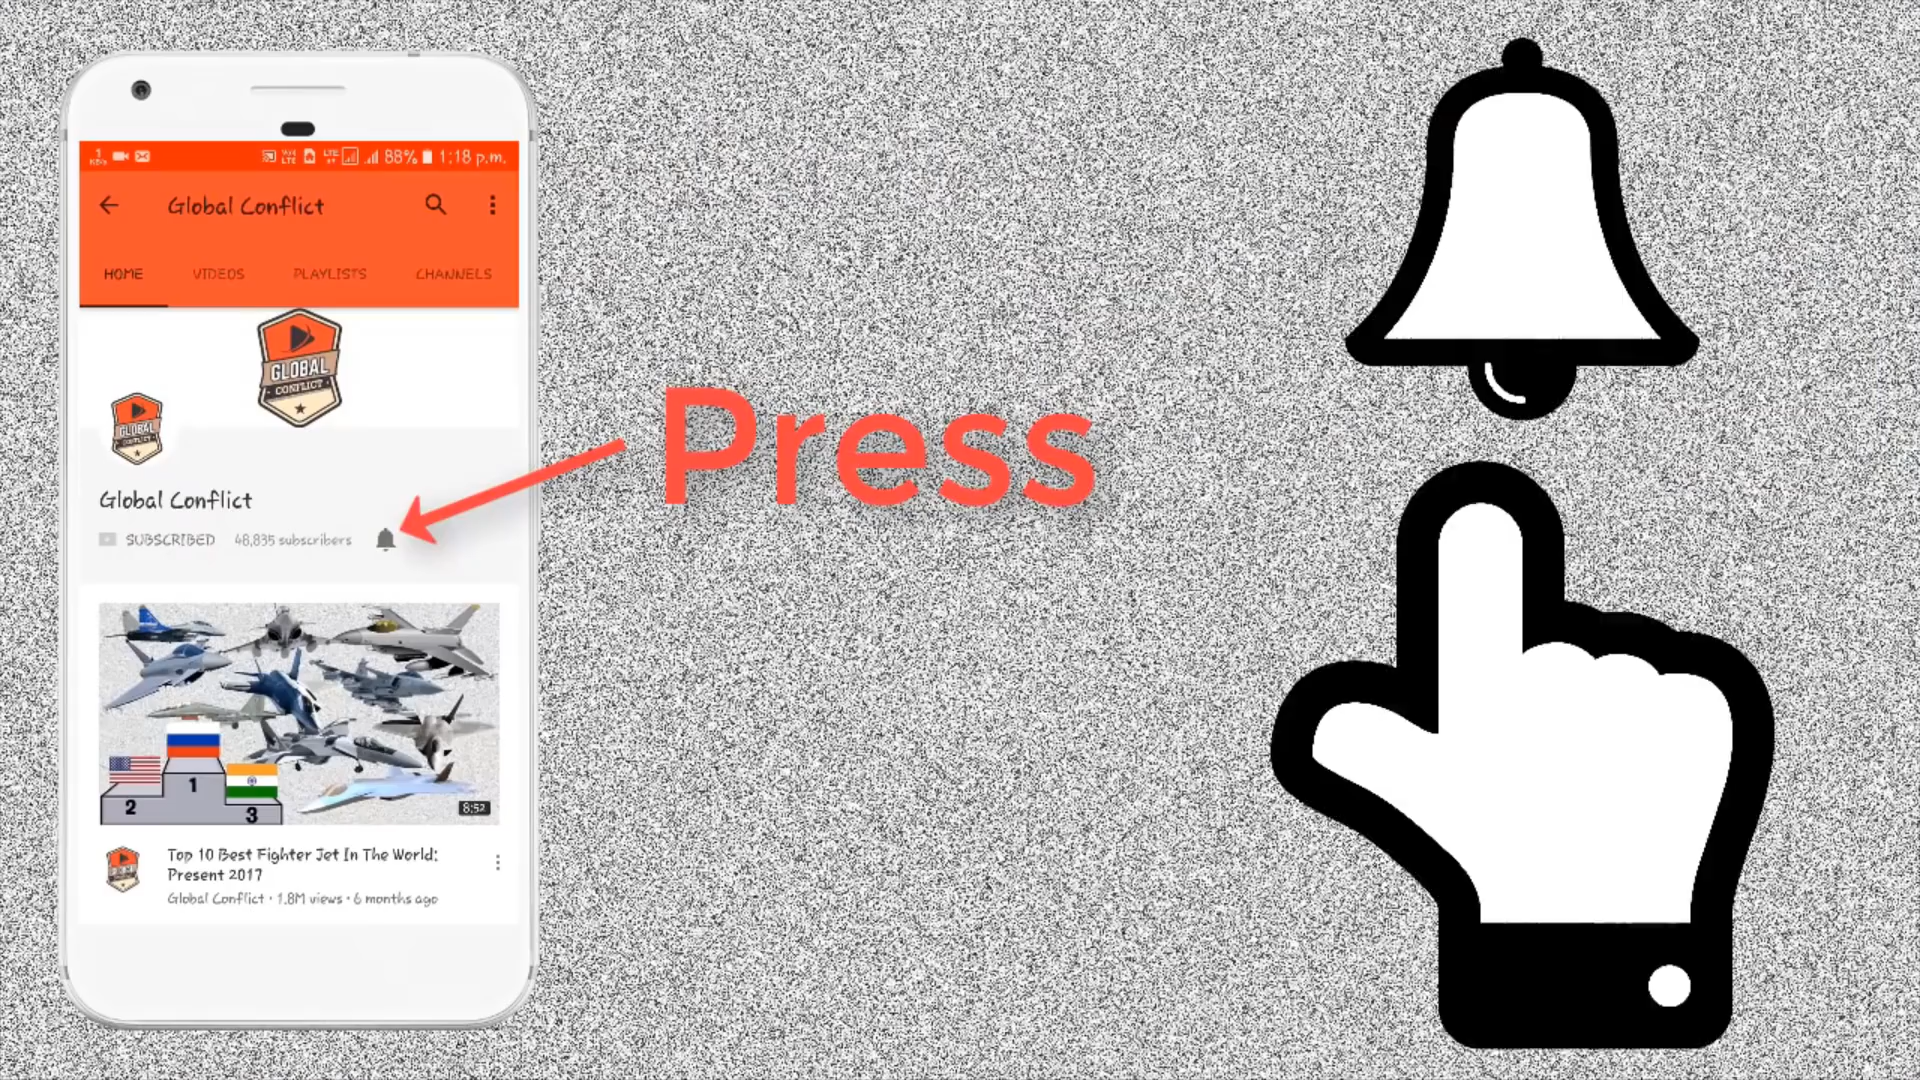 88% 1:18 p.m.
Global Conflict
HOME VIDEOS PLAYLISTS CHANNELS
GLOBAL
CONFLICT
GLOBAL
Press
Global Conflict
SUBSCRIBED 48,835 subscribers
1
2
3
8:52
Top 10 Best Fighter Jet In The World:
Present 2017
Global Conflict • 1.8M views • 6 months ago